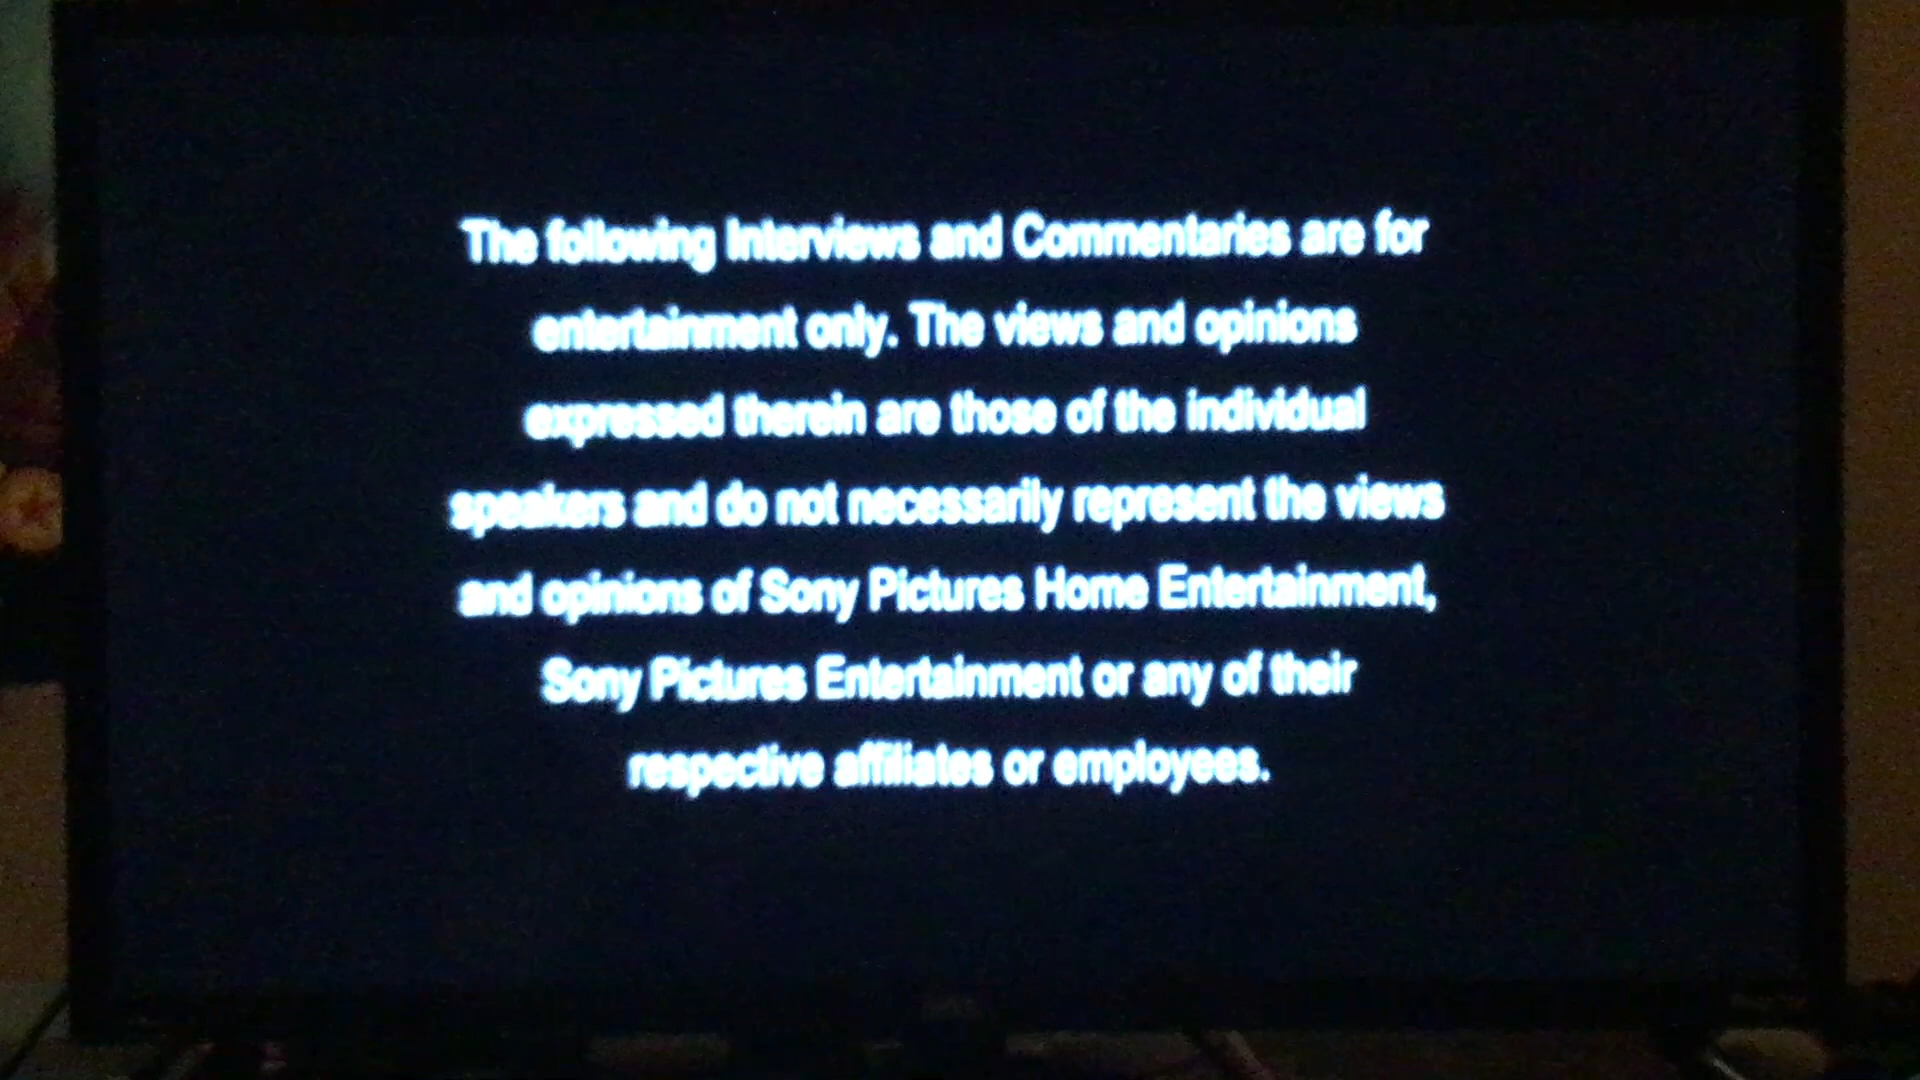 The following Interviews and Commentaries are for
entertainment only. The views and opinions
expressed therein are those of the individual
speakers and do not necessarily represent the views
and opinions of Sony Pictures Home Entertainment,
Sony Pictures Entertainment or any of their
respective affiliates or employees.